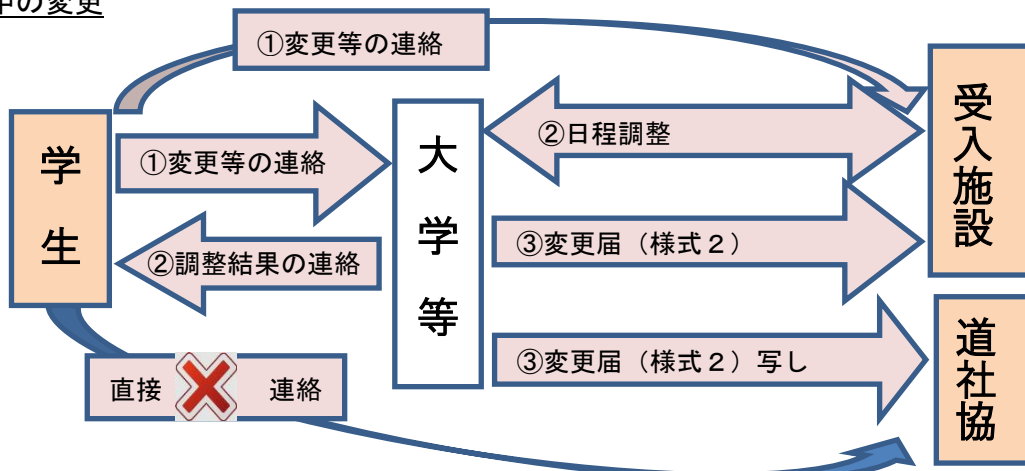 中の変更
①変更等の連絡
学生
①変更等の連絡
②調整結果の連絡
大学等
②日程調整
③変更届（様式２）
③変更届（様式２）写し
受入施設
道社協
直接 連絡